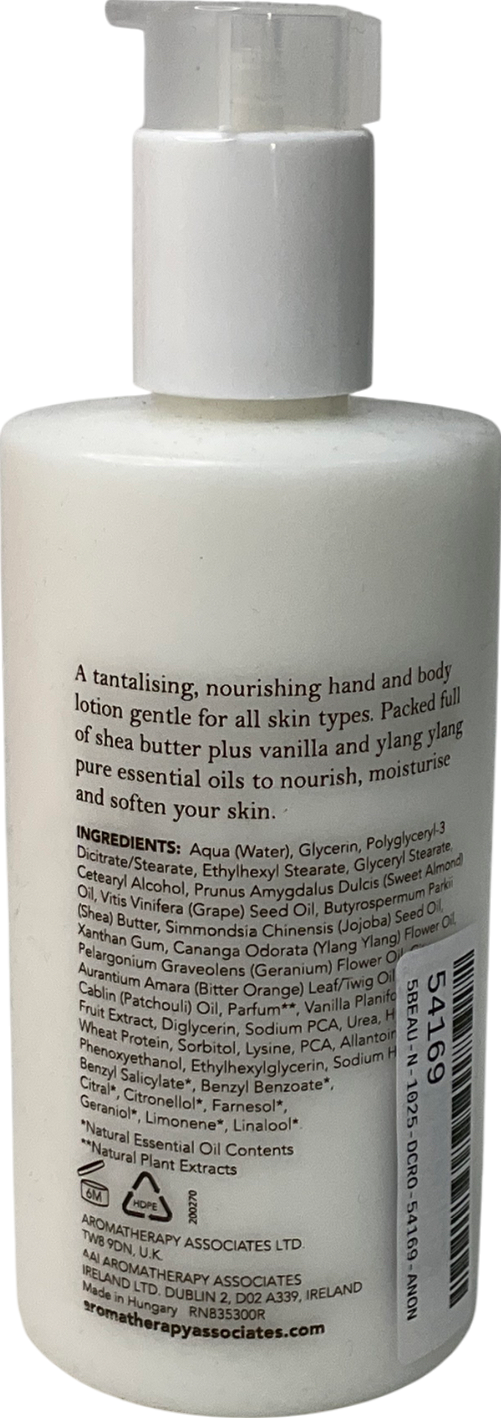 A tantalising, nourishing hand and body
lotion gentle for all skin types. Packed full
of shea butter plus vanilla and ylang ylang
pure essential oils to nourish, moisturise
and soften your skin.
INGREDIENTS: Aqua (Water), Glycerin, Polyglyceryl-3
Dicitrate/Stearate, Ethylhexyl Stearate, Glyceryl Stearate,
Cetearyl Alcohol, Prunus Amygdalus Dulcis (Sweet Almond)
Oil, Vitis Vinifera (Grape) Seed Oil, Butyrospermum Parkii
(Shea) Butter, Simmondsia Chinensis (Jojoba) Seed Oil,
Xanthan Gum, Cananga Odorata (Ylang Ylang) Flower Oil,
Pelargonium Graveolens (Geranium) Flower Oil,
Aurantium Amara (Bitter Orange) Leaf/Twig Oil
Cablin (Patchouli) Oil, Parfum**, Vanilla
Fruit Extract, Diglycerin, Sodium PCA, Urea,
Wheat Protein, Sorbitol, Lysine, PCA, Allantoin
Phenoxyethanol, Ethylhexylglycerin, Sodium
Benzyl Salicylate*, Benzyl Benzoate*,
Citral*, Citronellol*, Farnesol*,
Geraniol*, Limonene*, Linalool*
*Natural Essential Oil Contents
**Natural Plant Extracts
6M
HDPE
200270
AROMATHERAPY ASSOCIATES LTD.
TW8 9DN, U.K.
AAI AROMATHERAPY ASSOCIATES
IRELAND LTD. DUBLIN 2, D02 A339, IRELAND
Made in Hungary RN835300R
aromatherapyassociates.com
54169
5BEAU-N-1025-DCRO-54169-ANON